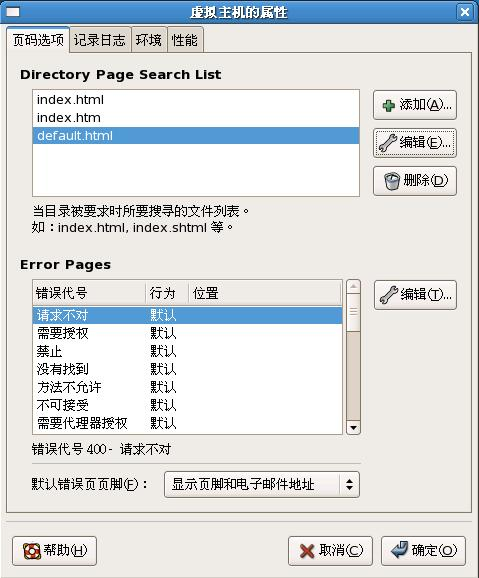 虚拟主机的属性
页码选项 记录日志 环境 性能
Directory Page Search List
index.html
index.htm
default.html
添加(A)...
编辑(E)...
删除(D)
当目录被要求时所要搜寻的文件列表。
如：index.html, index.shtml 等。
Error Pages
错误代号 行为 位置
请求不对 默认
需要授权 默认
禁止 默认
没有找到 默认
方法不允许 默认
不可接受 默认
需要代理器授权 默认
编辑(T)...
错误代号 400 - 请求不对
默认错误页页脚(F)： 显示页脚和电子邮件地址
帮助(H) 取消(C) 确定(O)